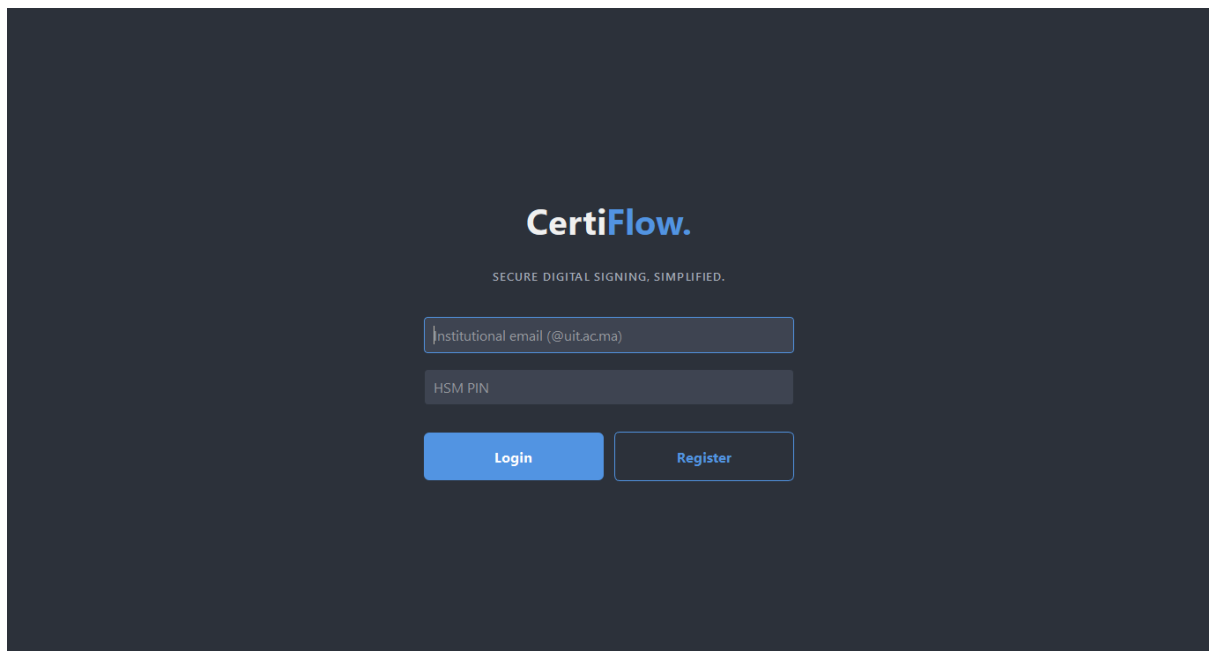 CertiFlow.
SECURE DIGITAL SIGNING, SIMPLIFIED.
Institutional email (@uit.ac.ma)
HSM PIN
Login Register